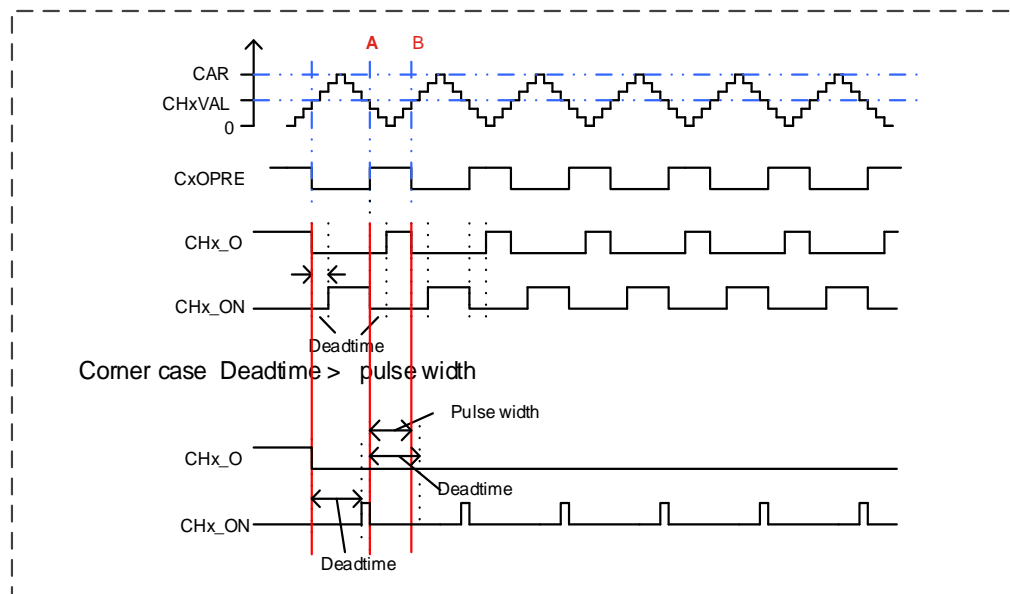 A B
CAR
CHxVAL
0
CxOPRE
CHx_O
CHx_ON
Deadtime
Corner case Deadtime > pulse width
Pulse width
CHx_O
Deadtime
CHx_ON
Deadtime